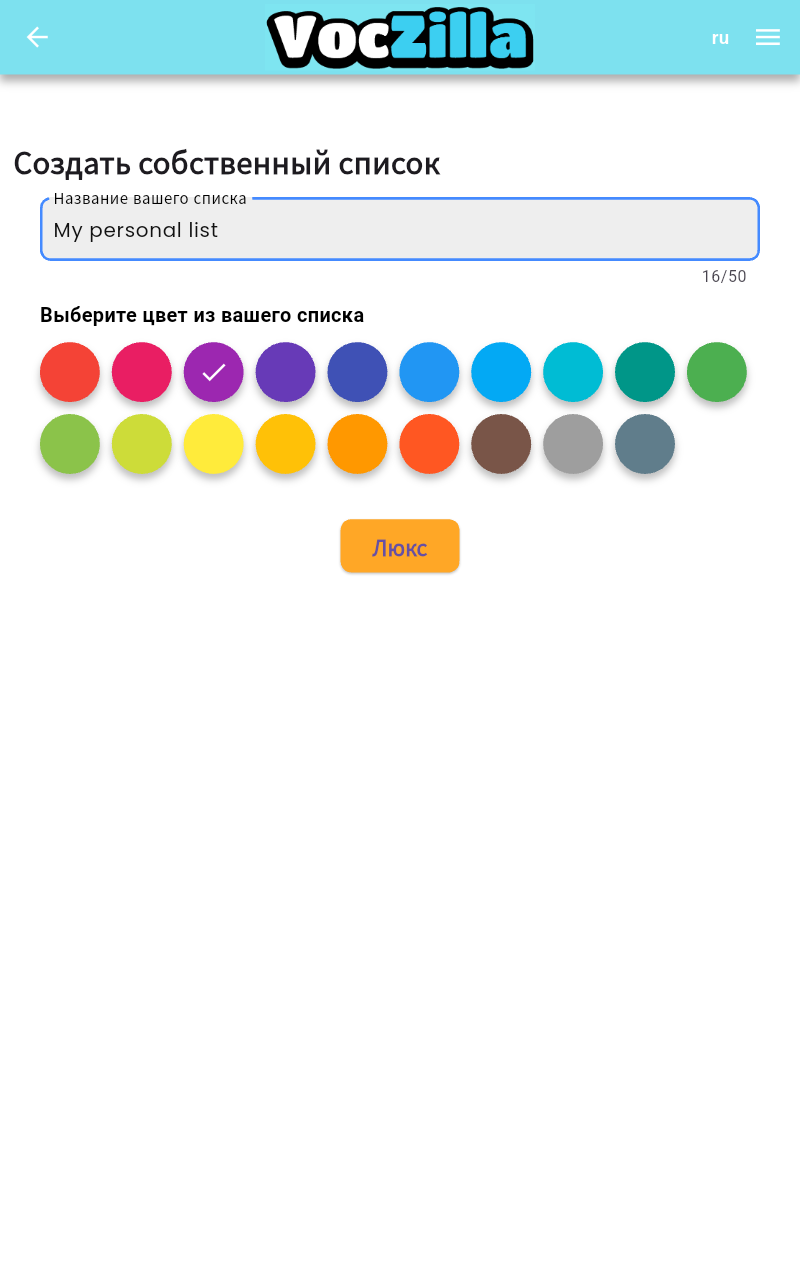 VocZilla
ru
Создать собственный список
Название вашего списка
My personal list
16/50
Выберите цвет из вашего списка
Люкс